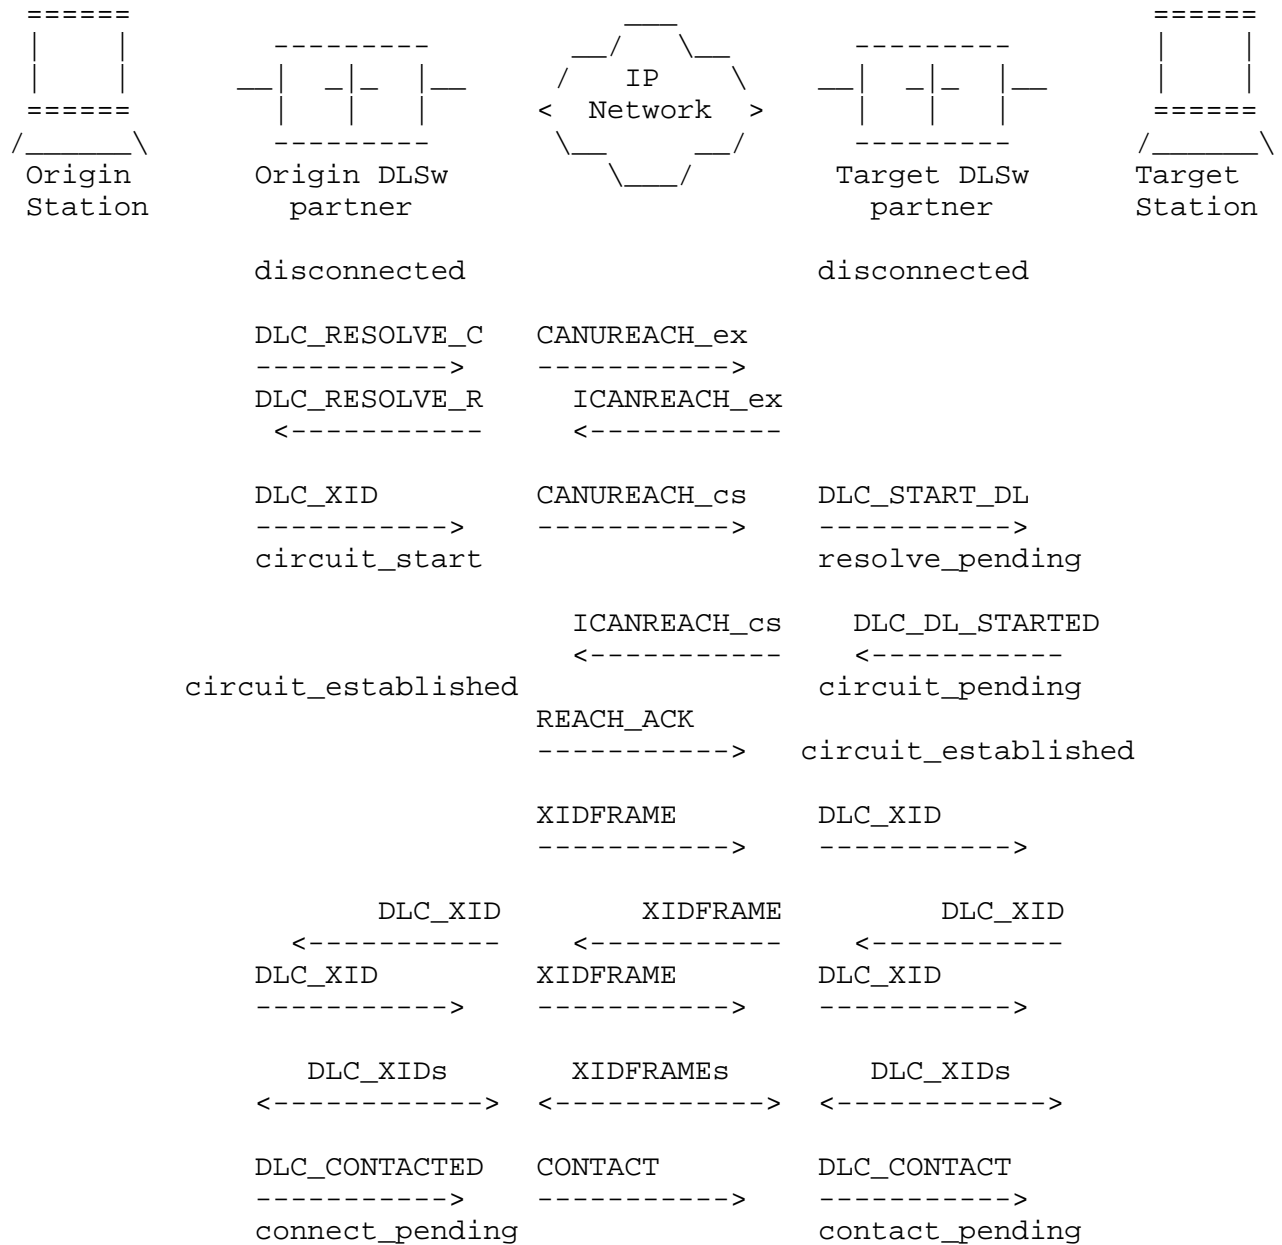 IP
Network
Origin Origin DLSw Target DLSw Target
Station partner partner Station
disconnected disconnected
DLC_RESOLVE_C CANUREACH_ex
-----------> ----------->
DLC_RESOLVE_R ICANREACH_ex
<----------- <-----------
DLC_XID CANUREACH_cs DLC_START_DL
-----------> -----------> ----------->
circuit_start resolve_pending
ICANREACH_cs DLC_DL_STARTED
<----------- <-----------
circuit_established circuit_pending
REACH_ACK
-----------> circuit_established
XIDFRAME DLC_XID
-----------> ----------->
DLC_XID XIDFRAME DLC_XID
<----------- <----------- <-----------
DLC_XID XIDFRAME DLC_XID
-----------> -----------> ----------->
DLC_XIDs XIDFRAMEs DLC_XIDs
<------------> <------------> <------------>
DLC_CONTACTED CONTACT DLC_CONTACT
-----------> -----------> ----------->
connect_pending contact_pending